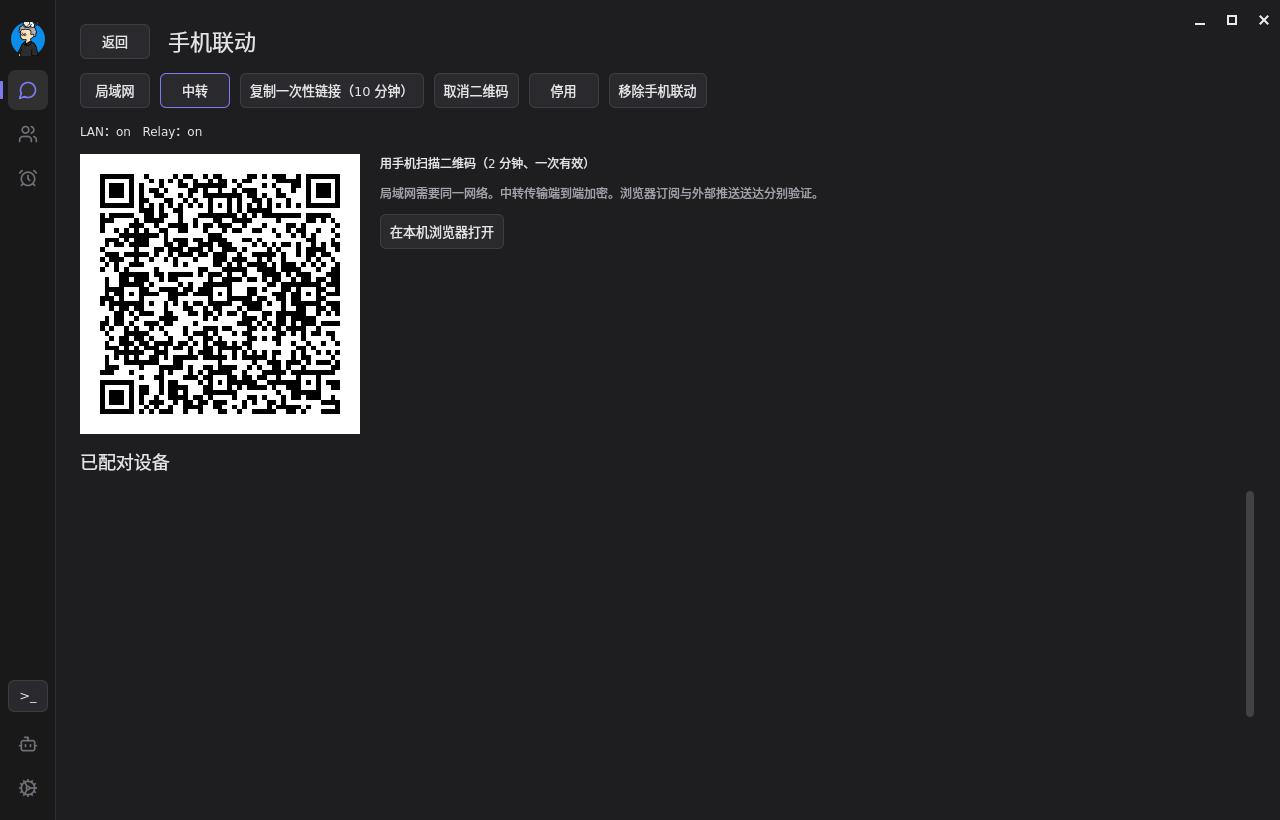 返回 手机联动
局域网 中转 复制一次性链接（10 分钟） 取消二维码 停用 移除手机联动
LAN: on Relay: on
用手机扫描二维码（2 分钟、一次有效）
局域网需要同一网络。中转传输端到端加密。浏览器订阅与外部推送送达分别验证。
在本机浏览器打开
已配对设备
>_